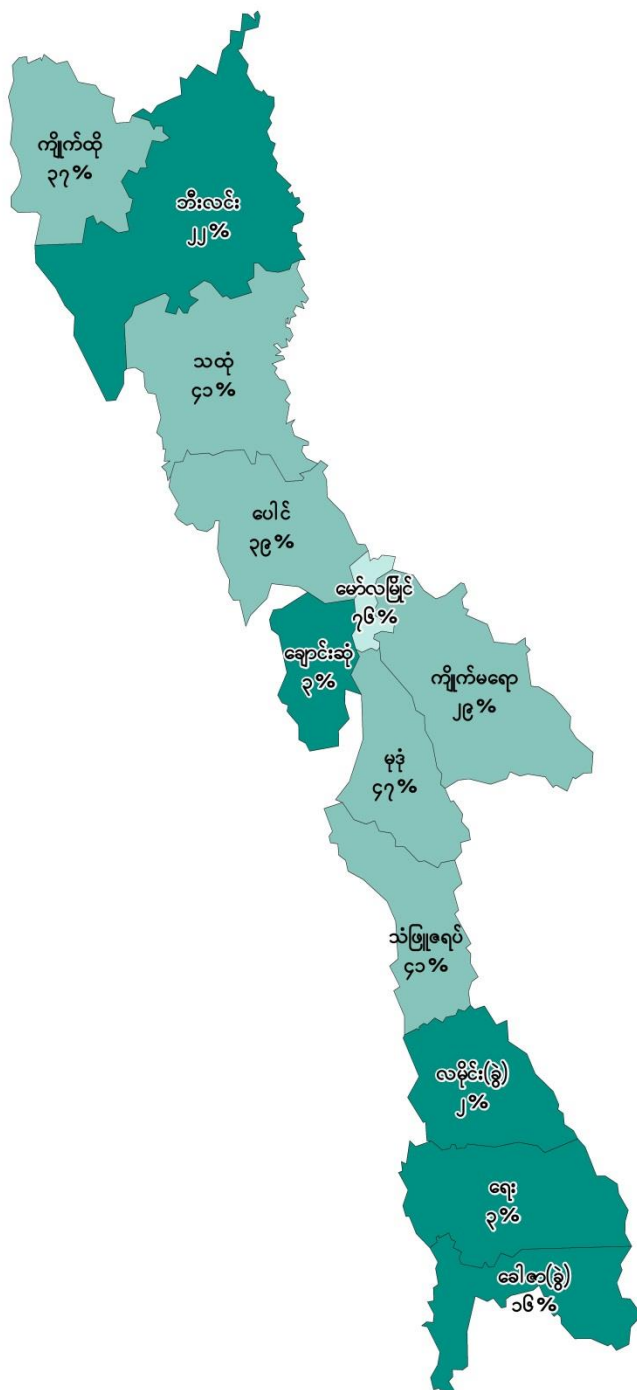 ကျိုက်ထို
၃၇%
ဘီးလင်း
၂၂%
သထုံ
၄၁%
ပေါင်
၃၉%
မော်လမြိုင်
၇၆%
ချောင်းဆုံ
၃%
ကျိုက်မရော
၂၉%
မုဒုံ
၄၇%
သံဖြူဇရပ်
၄၁%
လမိုင်း(ခွဲ)
၂%
ရေး
၃%
ခေါဇာ(ခွဲ)
၁၆%